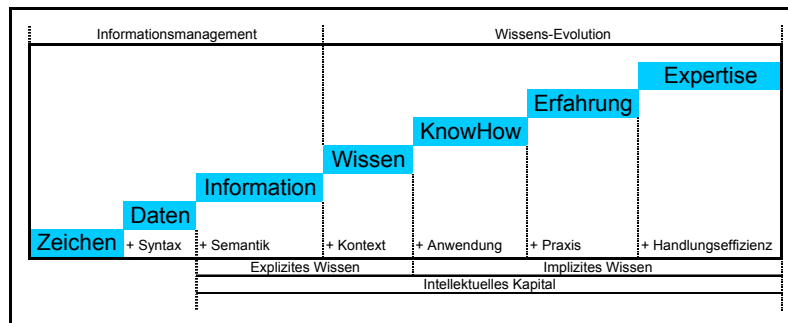 Informationsmanagement
Wissens-Evolution
Expertise
Erfahrung
KnowHow
Wissen
Information
Daten
Zeichen
+ Syntax
+ Semantik
+ Kontext
+ Anwendung
+ Praxis
+ Handlungseffizienz
Explizites Wissen
Implizites Wissen
Intellektuelles Kapital